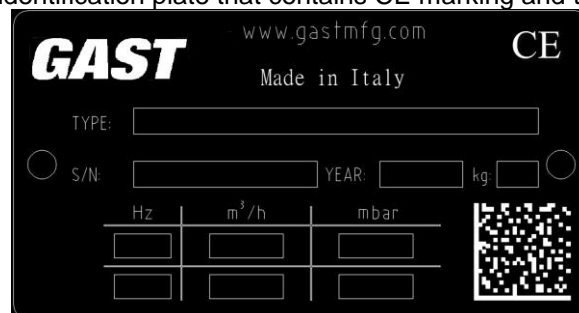 identification plate that contains CE marking and t
GAST
www.gastmfg.com
CE
Made in Italy
TYPE:
S/N: YEAR: kg:
Hz m³/h mbar